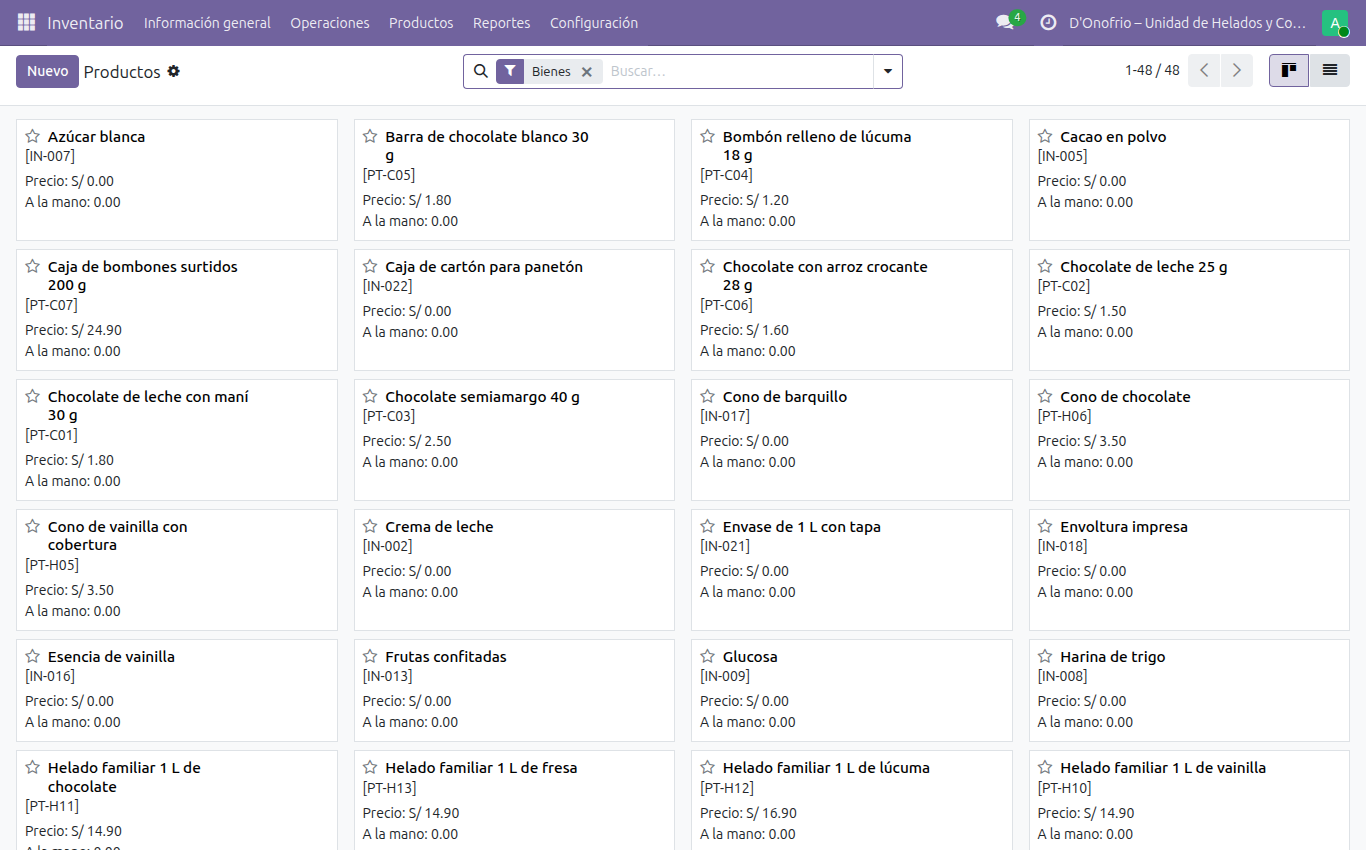 Inventario Información general Operaciones Productos Reportes Configuración 4 D'Onofrio – Unidad de Helados y Co... A
Nuevo Productos Bienes Buscar... 1-48 / 48
Azúcar blanca
[IN-007]
Precio: S/ 0.00
A la mano: 0.00
Barra de chocolate blanco 30
g
[PT-C05]
Precio: S/ 1.80
A la mano: 0.00
Bombón relleno de lúcuma
18 g
[PT-C04]
Precio: S/ 1.20
A la mano: 0.00
Cacao en polvo
[IN-005]
Precio: S/ 0.00
A la mano: 0.00
Caja de bombones surtidos
200 g
[PT-C07]
Precio: S/ 24.90
A la mano: 0.00
Caja de cartón para panetón
[IN-022]
Precio: S/ 0.00
A la mano: 0.00
Chocolate con arroz crocante
28 g
[PT-C06]
Precio: S/ 1.60
A la mano: 0.00
Chocolate de leche 25 g
[PT-C02]
Precio: S/ 1.50
A la mano: 0.00
Chocolate de leche con maní
30 g
[PT-C01]
Precio: S/ 1.80
A la mano: 0.00
Chocolate semiamargo 40 g
[PT-C03]
Precio: S/ 2.50
A la mano: 0.00
Cono de barquillo
[IN-017]
Precio: S/ 0.00
A la mano: 0.00
Cono de chocolate
[PT-H06]
Precio: S/ 3.50
A la mano: 0.00
Cono de vainilla con
cobertura
[PT-H05]
Precio: S/ 3.50
A la mano: 0.00
Crema de leche
[IN-002]
Precio: S/ 0.00
A la mano: 0.00
Envase de 1 L con tapa
[IN-021]
Precio: S/ 0.00
A la mano: 0.00
Envoltura impresa
[IN-018]
Precio: S/ 0.00
A la mano: 0.00
Esencia de vainilla
[IN-016]
Precio: S/ 0.00
A la mano: 0.00
Frutas confitadas
[IN-013]
Precio: S/ 0.00
A la mano: 0.00
Glucosa
[IN-009]
Precio: S/ 0.00
A la mano: 0.00
Harina de trigo
[IN-008]
Precio: S/ 0.00
A la mano: 0.00
Helado familiar 1 L de
chocolate
[PT-H11]
Precio: S/ 14.90
A la mano: 0.00
Helado familiar 1 L de fresa
[PT-H13]
Precio: S/ 14.90
A la mano: 0.00
Helado familiar 1 L de lúcuma
[PT-H12]
Precio: S/ 16.90
A la mano: 0.00
Helado familiar 1 L de vainilla
[PT-H10]
Precio: S/ 14.90
A la mano: 0.00